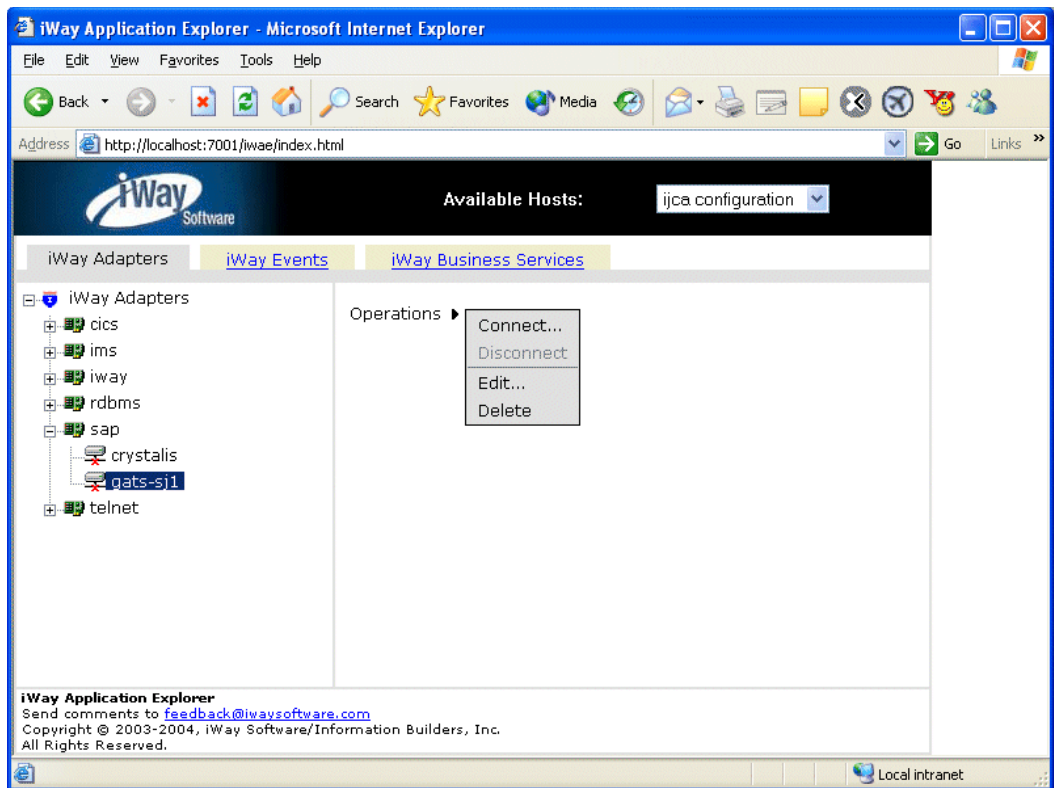 iWay Application Explorer - Microsoft Internet Explorer
File Edit View Favorites Tools Help
Back Search Favorites Media
Address http://localhost:7001/iwae/index.html Go Links »
iWay Software
Available Hosts: ijca configuration
iWay Adapters iWay Events iWay Business Services
iWay Adapters
cics
ims
iway
rdbms
sap
crystalis
gats-sj1
telnet
Operations
Connect...
Disconnect
Edit...
Delete
iWay Application Explorer
Send comments to feedback@iwaysoftware.com
Copyright © 2003-2004, iWay Software/Information Builders, Inc.
All Rights Reserved.
Local intranet